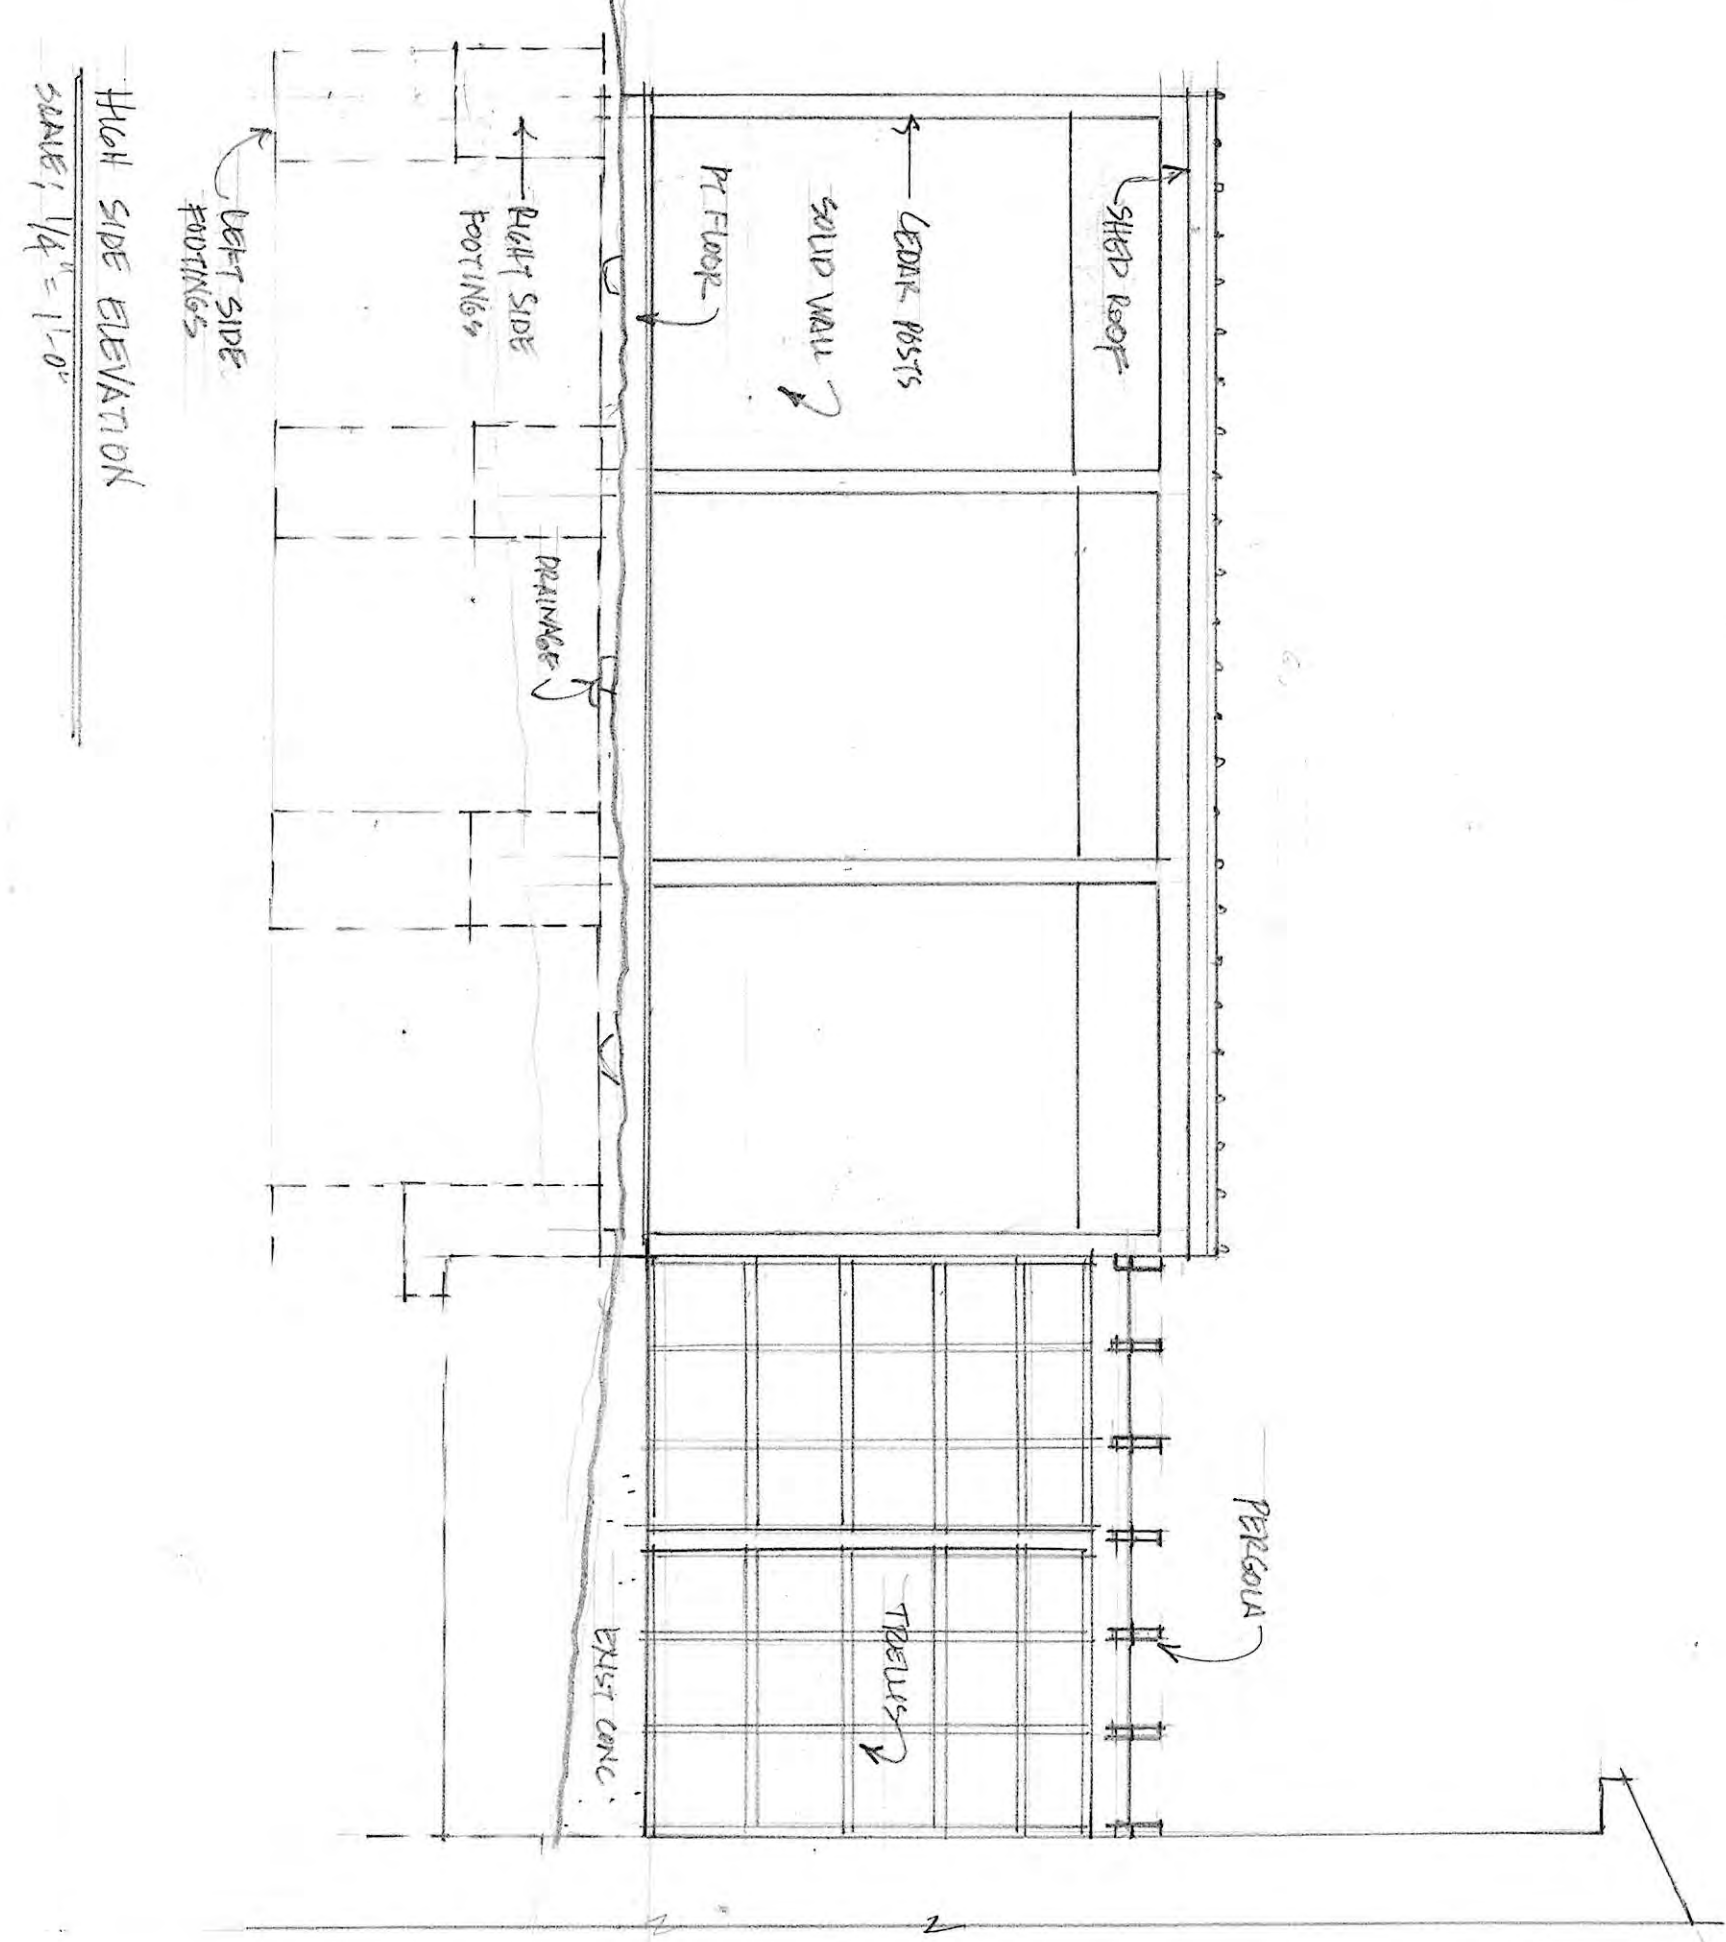 SHED ROOF
CEDAR POSTS
SOLID WALL
PT FLOOR
RIGHT SIDE
FOOTINGS
LEFT SIDE
FOOTINGS
DRAINAGE
PERGOLA
TRELLIS
EXIST CONC
HIGH SIDE ELEVATION
SCALE; 1/4" = 1'-0"